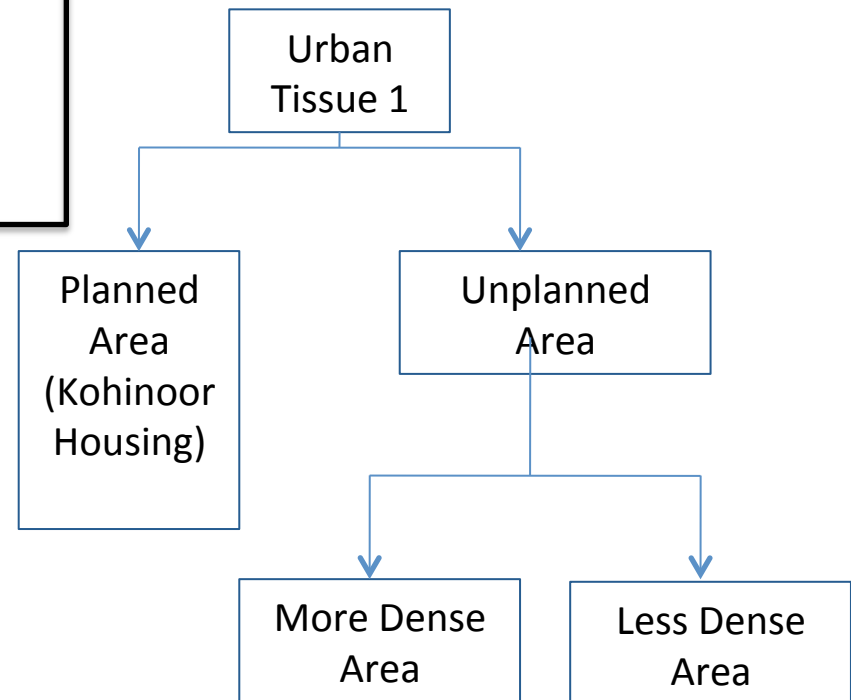 Urban
Tissue 1
Planned
Area
(Kohinoor
Housing)
Unplanned
Area
More Dense
Area
Less Dense
Area